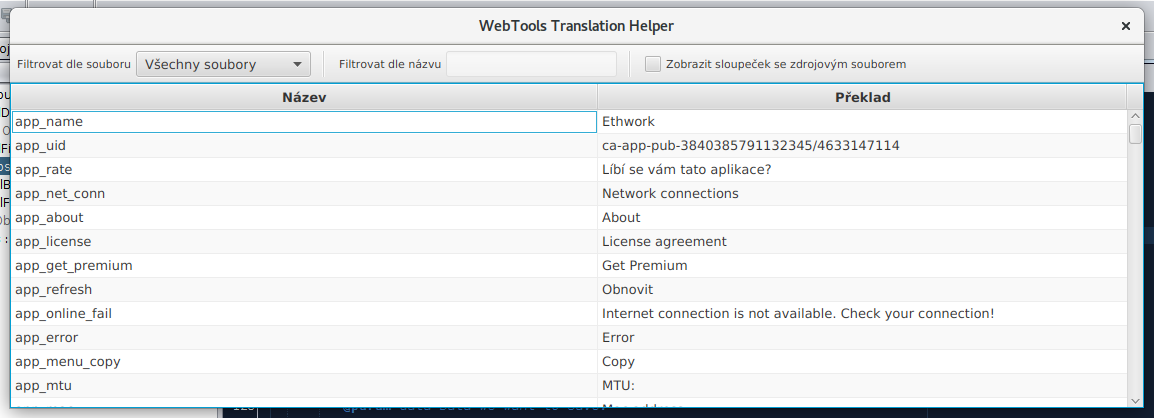 WebTools Translation Helper
Filtrovat dle souboru Všechny soubory Filtrovat dle názvu Zobrazit sloupeček se zdrojovým souborem
Název Překlad
app_name Ethwork
app_uid ca-app-pub-3840385791132345/4633147114
app_rate Líbí se vám tato aplikace?
app_net_conn Network connections
app_about About
app_license License agreement
app_get_premium Get Premium
app_refresh Obnovit
app_online_fail Internet connection is not available. Check your connection!
app_error Error
app_menu_copy Copy
app_mtu MTU: